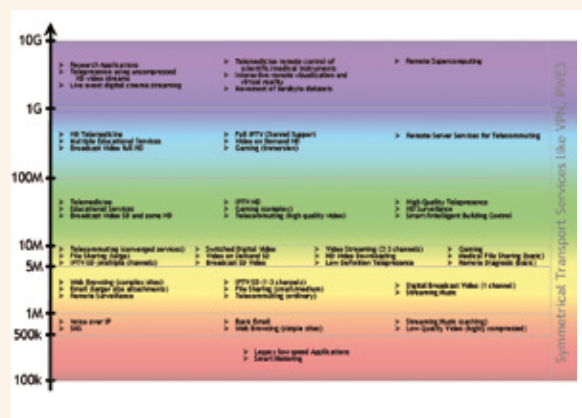 10G
Research Applications
Telepresence using uncompressed
HD video streams
Live event digital cinema streaming
Telemedicine remote control of
scientific/medical instruments
Interactive remote visualization and
virtual reality
Movement of terabyte datasets
Remote Supercomputing
1G
HD Telemedicine
Multiple Educational Services
Broadcast Video full HD
Full IPTV Channel Support
Video on Demand HD
Gaming (immersion)
Remote Server Services for Telecommuting
100M
Telemedicine
Educational Services
Broadcast Video SD and some HD
IPTV HD
Gaming (complex)
Telecommuting (high quality video)
High Quality Telepresence
HD Surveillance
Smart/Intelligent Building Control
10M
Telecommuting (converged services)
File Sharing (large)
IPTV-SD (multiple channels)
Switched Digital Video
Video on Demand SD
Broadcast SD Video
Video Streaming (2-3 channels)
HD Video Downloading
Low Definition Telepresence
Gaming
Medical File Sharing (basic)
Remote Diagnostic (basic)
5M
Web Browsing (complex sites)
Email (larger size attachments)
Remote Surveillance
IPTV-SD (1-3 channels)
File Sharing (small/medium)
Telecommuting (ordinary)
Digital Broadcast Video (1 channel)
Streaming Music
1M
Voice over IP
SMS
Basic Email
Web Browsing (simple sites)
Streaming Music (caching)
Low Quality Video (highly compressed)
500k
Legacy low-speed Applications
Smart Metering
100k
Symmetrical Transport Services Like VPN, PWE3